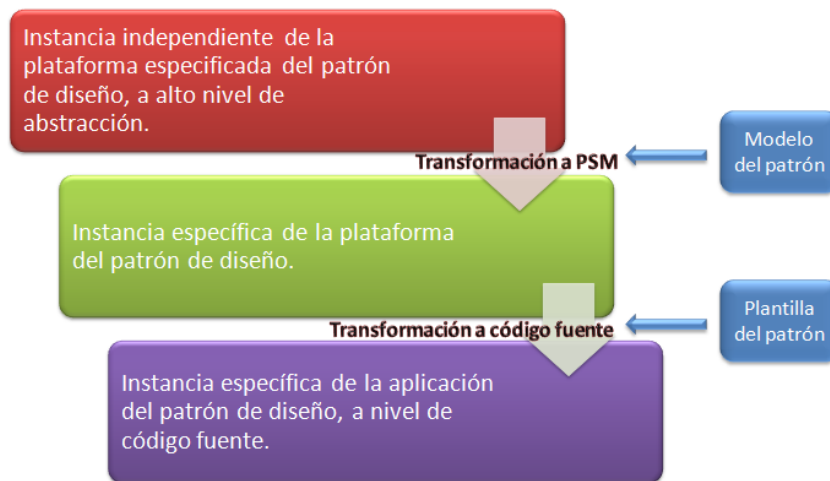 Instancia independiente de la
plataforma especificada del patrón
de diseño, a alto nivel de
abstracción.
Transformación a PSM
Modelo
del patrón
Instancia específica de la plataforma
del patrón de diseño.
Transformación a código fuente
Plantilla
del patrón
Instancia específica de la aplicación
del patrón de diseño, a nivel de
código fuente.